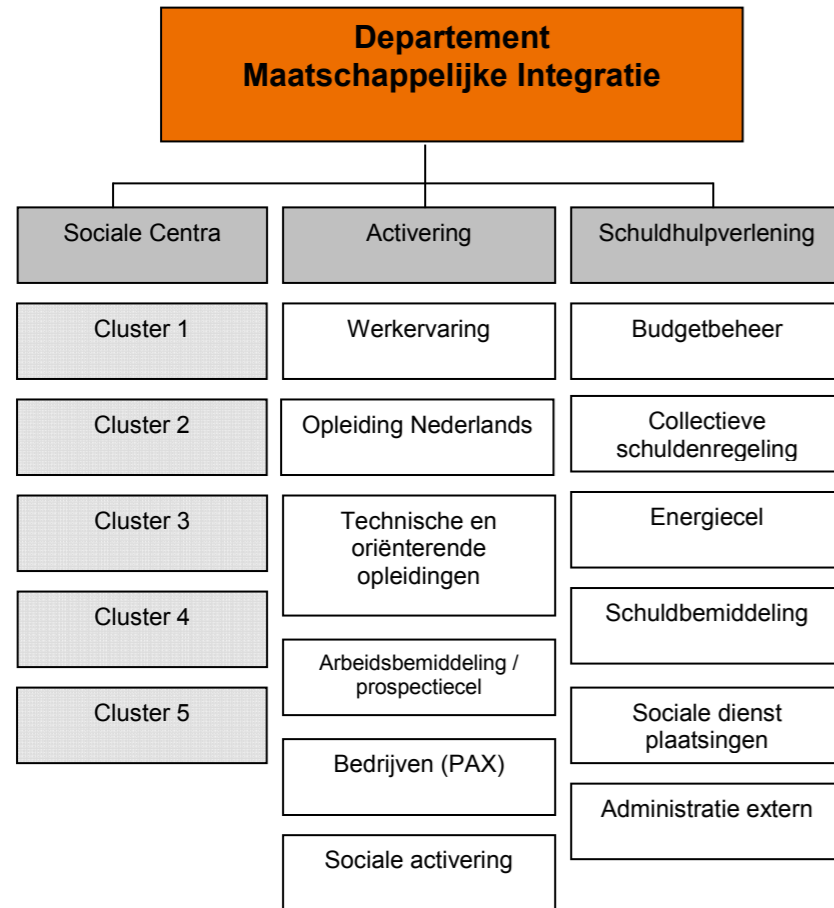 Departement
Maatschappelijke Integratie
Sociale Centra
Activering
Schuldhulpverlening
Cluster 1
Cluster 2
Cluster 3
Cluster 4
Cluster 5
Werkervaring
Opleiding Nederlands
Technische en
oriënterende
opleidingen
Arbeidsbemiddeling /
prospectiecel
Bedrijven (PAX)
Sociale activering
Budgetbeheer
Collectieve
schuldenregeling
Energiecel
Schuldbemiddeling
Sociale dienst
plaatsingen
Administratie extern